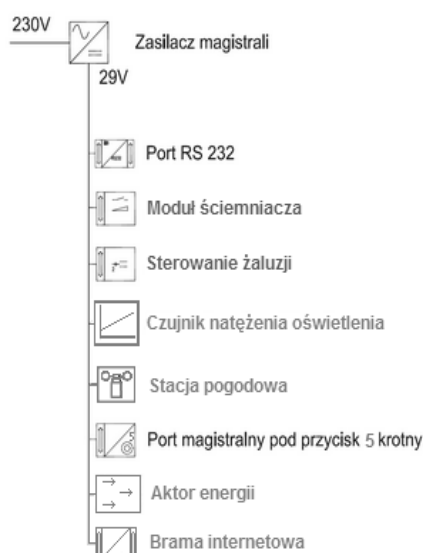 230V
Zasilacz magistrali
29V
Port RS 232
Moduł ściemniacza
Sterowanie żaluzji
Czujnik natężenia oświetlenia
Stacja pogodowa
Port magistralny pod przycisk 5 krotny
Aktor energii
Brama internetowa